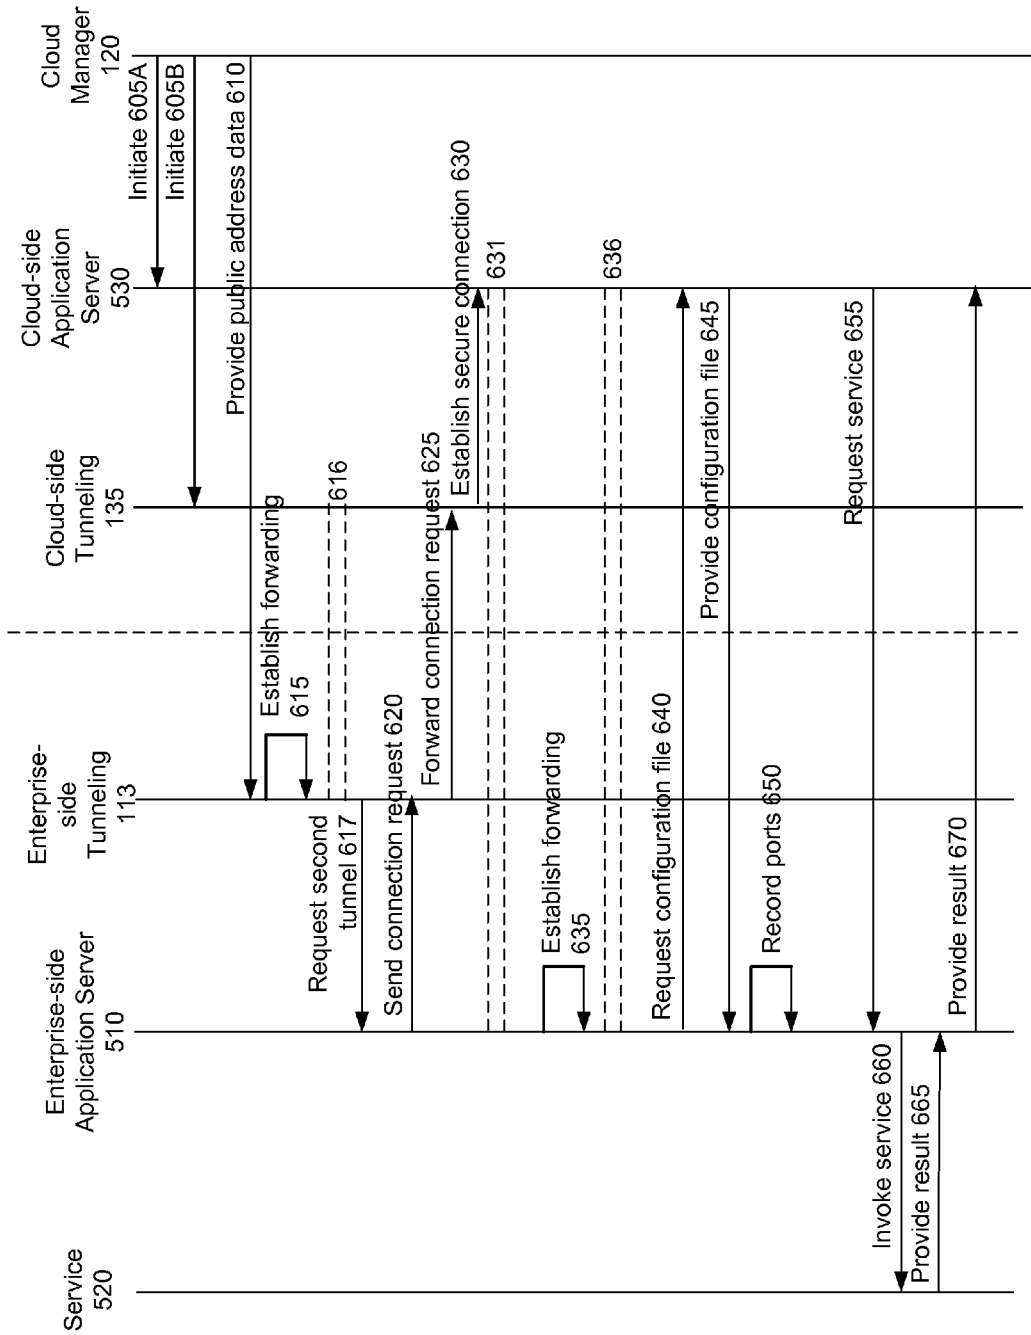 Service
520
Enterprise-side
Application Server
510
Enterprise-
side
Tunneling
113
Cloud-side
Tunneling
135
Cloud-side
Application
Server
530
Cloud
Manager
120
Initiate 605A
Initiate 605B
Provide public address data 610
Establish forwarding
615
616
Request second
tunnel 617
Send connection request 620
Forward connection request 625
Establish secure connection 630
631
Establish forwarding
635
636
Request configuration file 640
Provide configuration file 645
Record ports 650
Request service 655
Invoke service 660
Provide result 665
Provide result 670